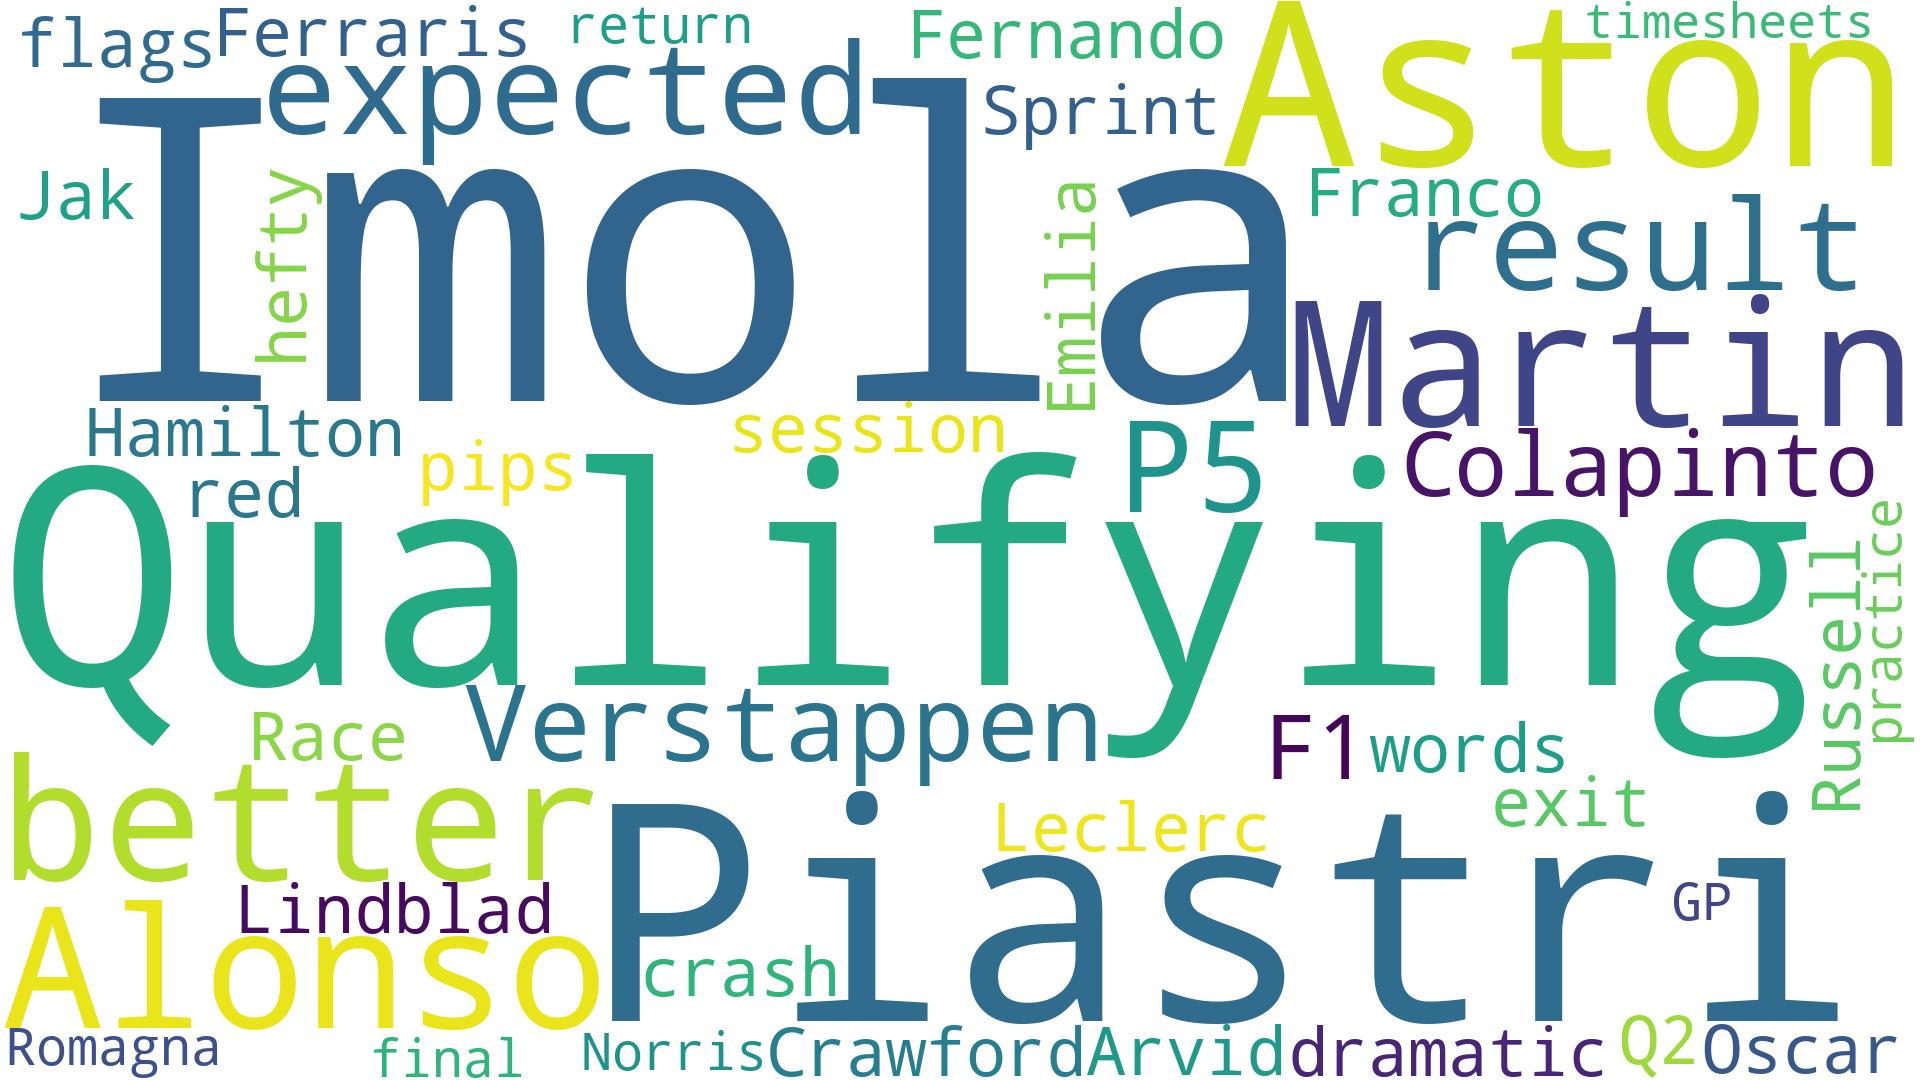 flags
Ferraris
return
Fernando
Aston
timesheets
expected
Sprint
Imola
Jak
hefty
Emilia
Franco
result
Martin
Hamilton
session
pips
red
P5
Colapinto
Qualifying
Russell
practice
Race
Verstappen
F1
words
better
exit
Leclerc
Piastri
Lindblad
GP
Alonso
crash
Romagna
final
Norris
Crawford
Arvid
dramatic
Q2
Oscar